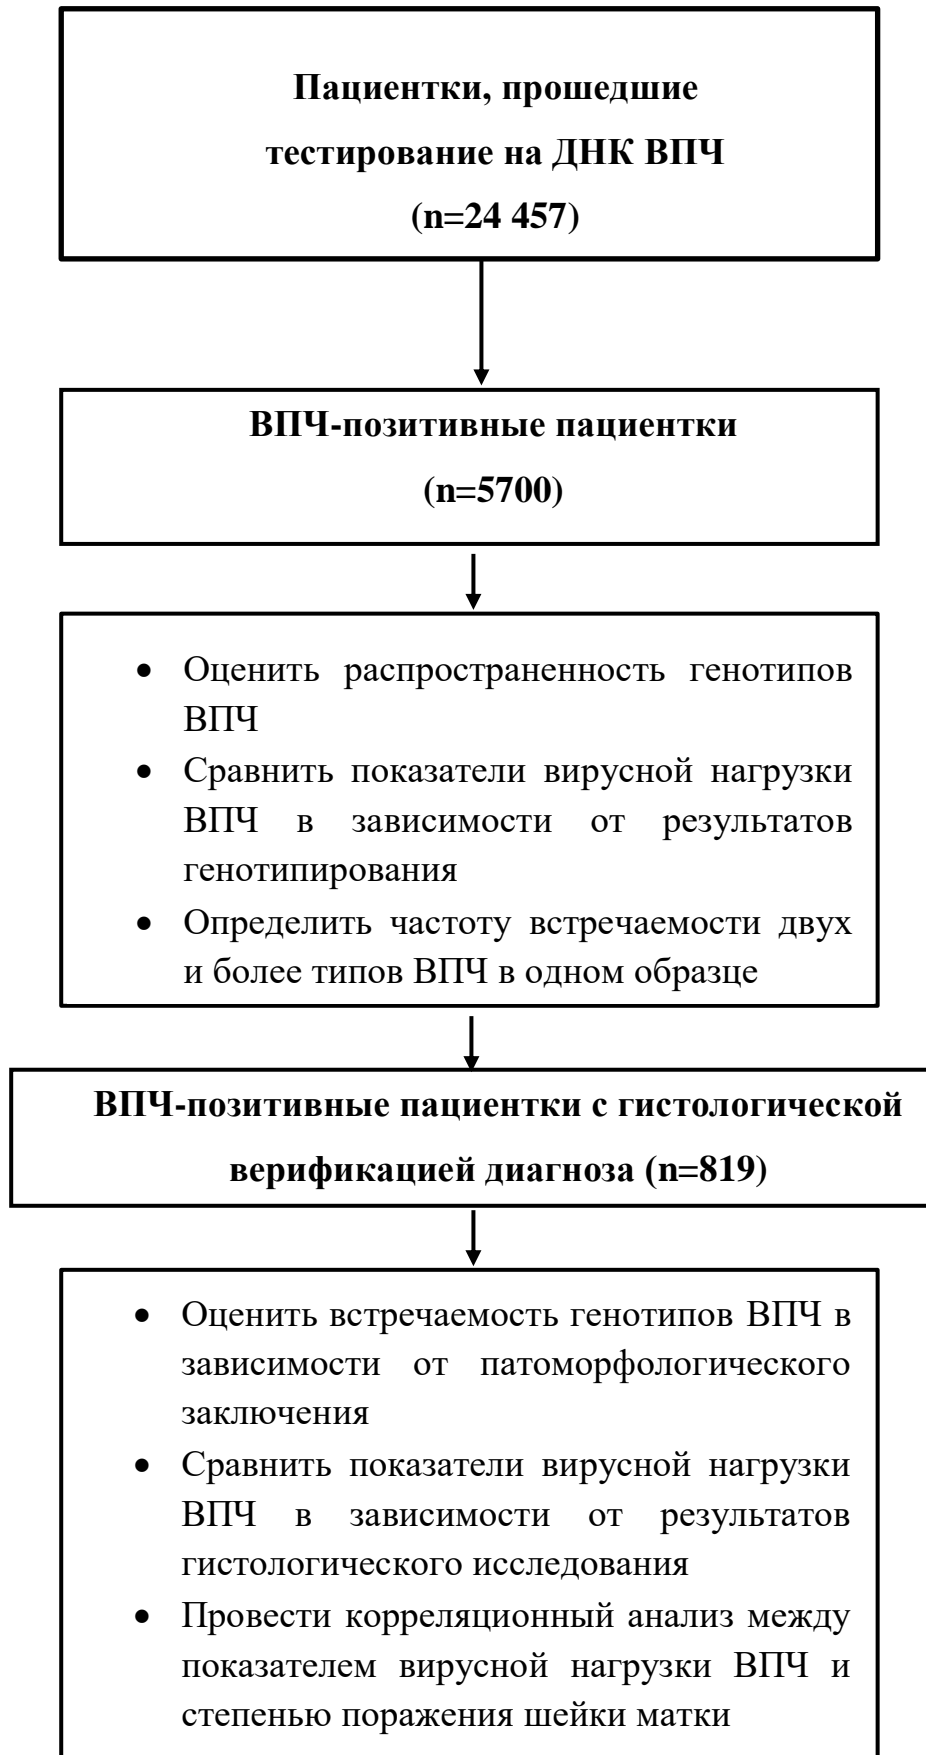 Пациентки, прошедшие
тестирование на ДНК ВПЧ
(n=24 457)
ВПЧ-позитивные пациентки
(n=5700)
• Оценить распространенность генотипов
ВПЧ
• Сравнить показатели вирусной нагрузки
ВПЧ в зависимости от результатов
генотипирования
• Определить частоту встречаемости двух
и более типов ВПЧ в одном образце
ВПЧ-позитивные пациентки с гистологической
верификацией диагноза (n=819)
• Оценить встречаемость генотипов ВПЧ в
зависимости от патоморфологического
заключения
• Сравнить показатели вирусной нагрузки
ВПЧ в зависимости от результатов
гистологического исследования
• Провести корреляционный анализ между
показателем вирусной нагрузки ВПЧ и
степенью поражения шейки матки